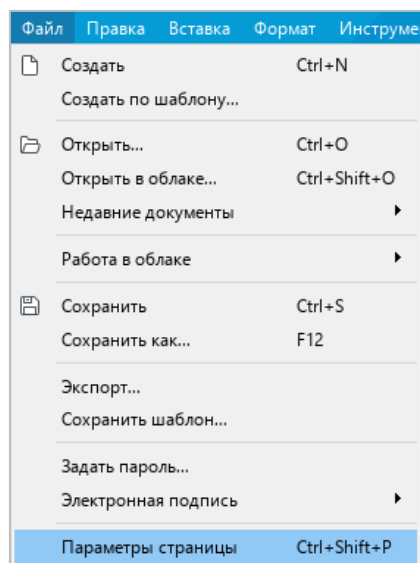 Файл Правка Вставка Формат Инструме
Создать Ctrl+N
Создать по шаблону...
Открыть... Ctrl+O
Открыть в облаке... Ctrl+Shift+O
Недавние документы
Работа в облаке
Сохранить Ctrl+S
Сохранить как... F12
Экспорт...
Сохранить шаблон...
Задать пароль...
Электронная подпись
Параметры страницы Ctrl+Shift+P